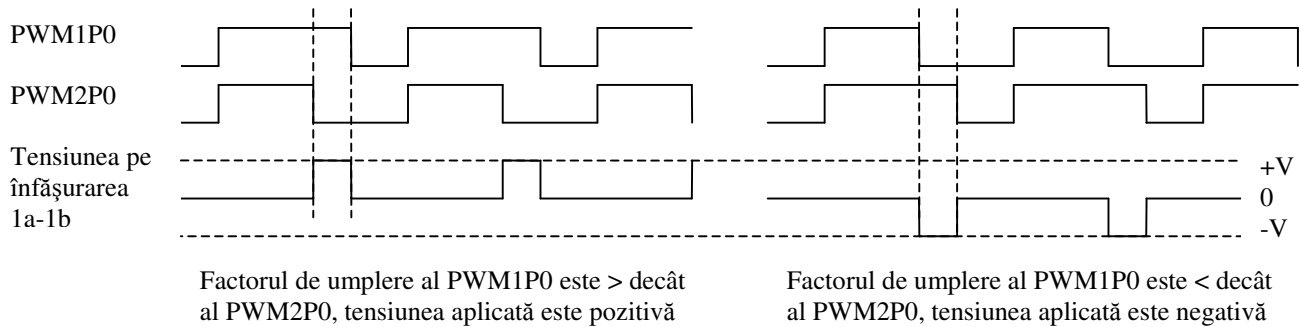 PWM1P0
PWM2P0
Tensiunea pe
înfăşurarea
1a-1b
+V
0
-V
Factorul de umplere al PWM1P0 este > decât
al PWM2P0, tensiunea aplicată este pozitivă
Factorul de umplere al PWM1P0 este < decât
al PWM2P0, tensiunea aplicată este negativă